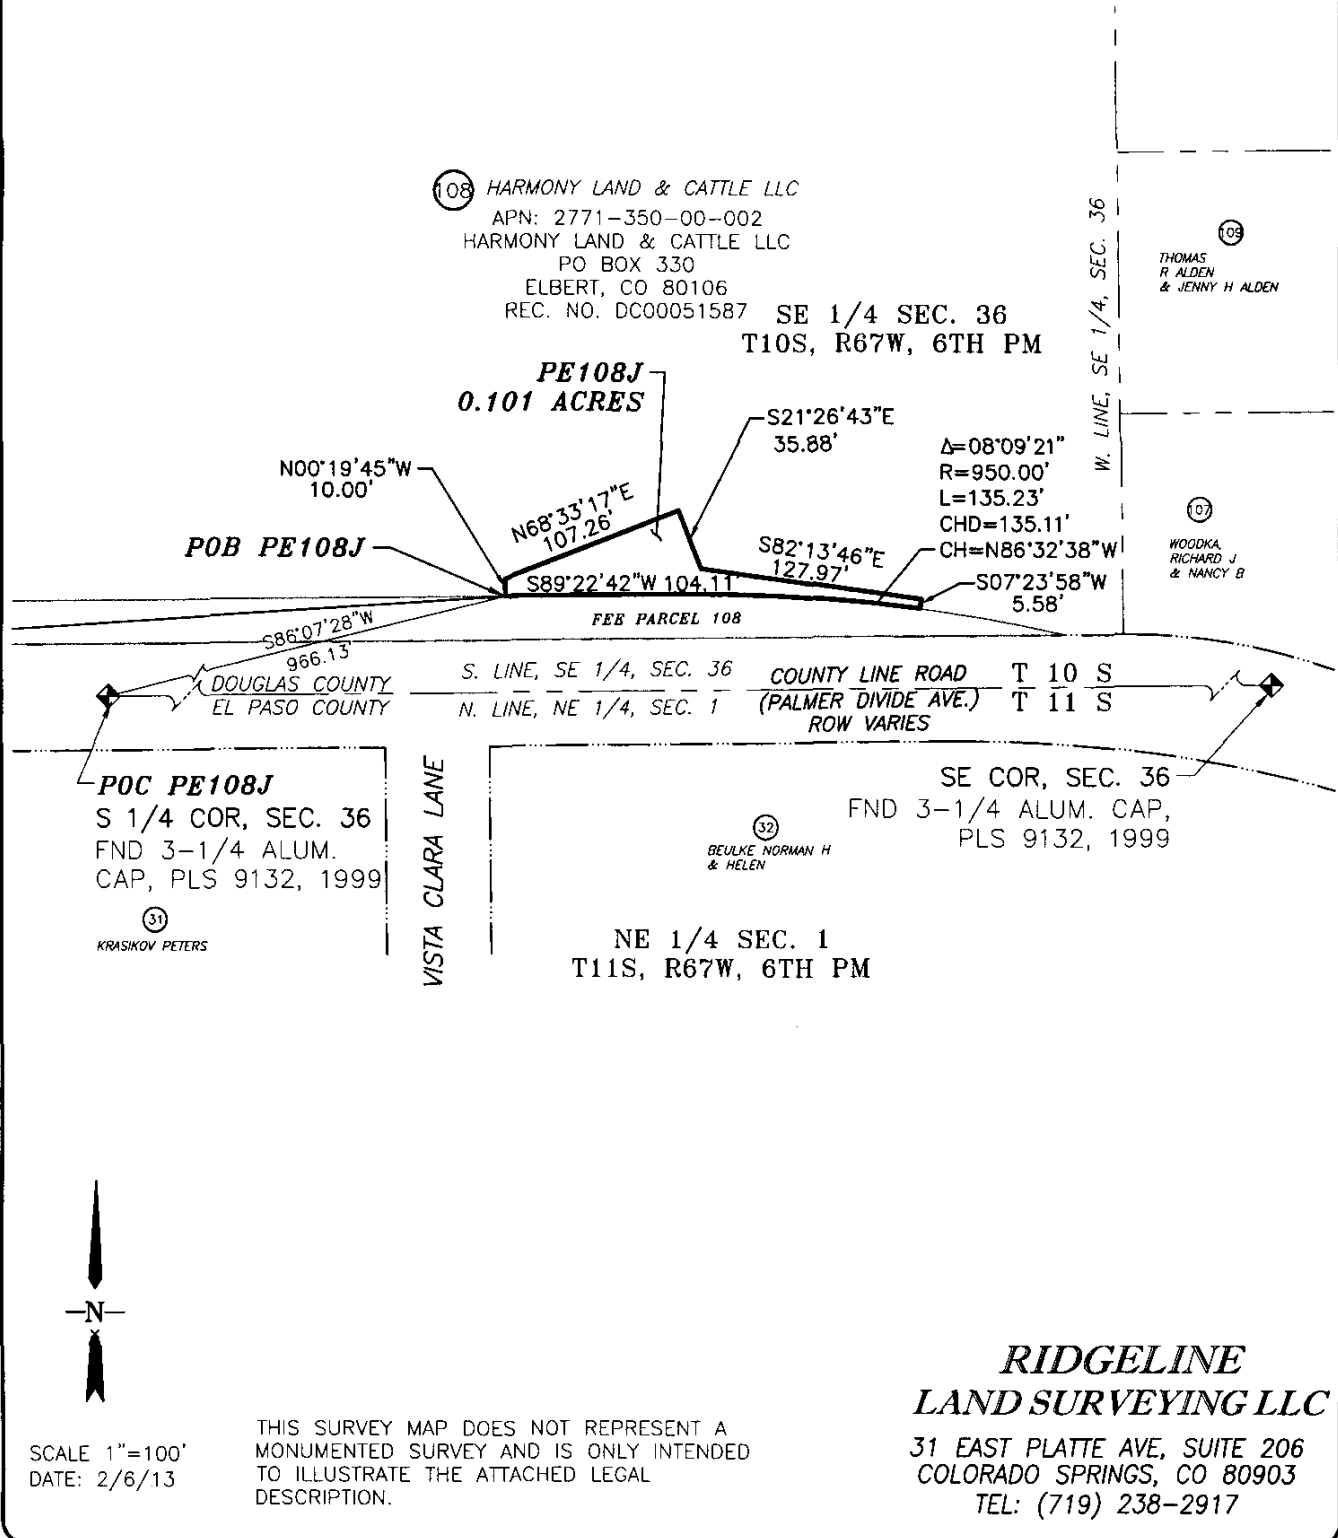 108 HARMONY LAND & CATTLE LLC
APN: 2771-350-00-002
HARMONY LAND & CATTLE LLC
PO BOX 330
ELBERT, CO 80106
REC. NO. DC00051587
SE 1/4 SEC. 36
T10S, R67W, 6TH PM
W. LINE, SE 1/4, SEC. 36
109
THOMAS
R ALDEN
& JENNY H ALDEN
PE108J
0.101 ACRES
S21°26'43"E
35.88'
Δ=08°09'21"
R=950.00'
L=135.23'
CHD=135.11'
CH=N86°32'38"W
N00°19'45"W
10.00'
N68°33'17"E
107.26'
107
WOODKA,
RICHARD J
& NANCY B
POB PE108J
S82°13'46"E
127.97'
S89°22'42"W 104.11
S07°23'58"W
5.58'
FEE PARCEL 108
S86°07'28"W
966.13'
DOUGLAS COUNTY
EL PASO COUNTY
S. LINE, SE 1/4, SEC. 36
N. LINE, NE 1/4, SEC. 1
COUNTY LINE ROAD
(PALMER DIVIDE AVE.)
ROW VARIES
T 10 S
T 11 S
POC PE108J
S 1/4 COR, SEC. 36
FND 3-1/4 ALUM.
CAP, PLS 9132, 1999
VISTA CLARA LANE
SE COR, SEC. 36
FND 3-1/4 ALUM. CAP,
PLS 9132, 1999
32
BEULKE NORMAN H
& HELEN
31
KRASIKOV PETERS
NE 1/4 SEC. 1
T11S, R67W, 6TH PM
N
SCALE 1"=100'
DATE: 2/6/13
THIS SURVEY MAP DOES NOT REPRESENT A
MONUMENTED SURVEY AND IS ONLY INTENDED
TO ILLUSTRATE THE ATTACHED LEGAL
DESCRIPTION.
RIDGELINE
LAND SURVEYING LLC
31 EAST PLATTE AVE, SUITE 206
COLORADO SPRINGS, CO 80903
TEL: (719) 238-2917